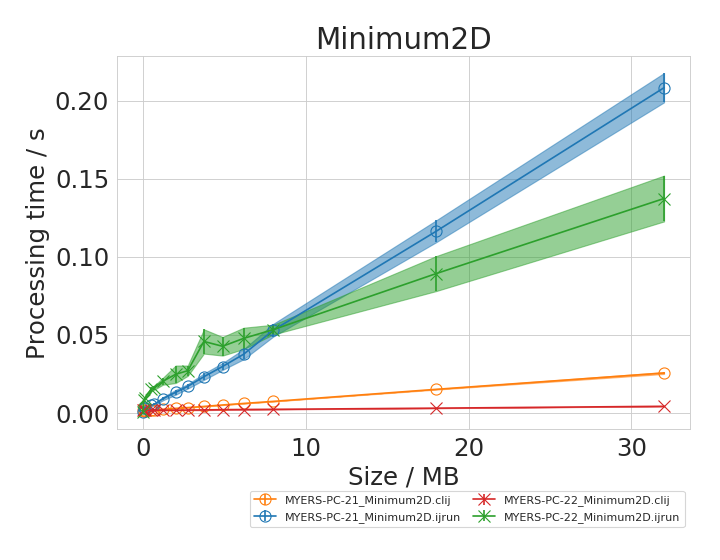 Minimum2D
Processing time / s
0.20
0.15
0.10
0.05
0.00
0 10 20 30
Size / MB
MYERS-PC-21_Minimum2D.clij MYERS-PC-22_Minimum2D.clij
MYERS-PC-21_Minimum2D.ijrun MYERS-PC-22_Minimum2D.ijrun